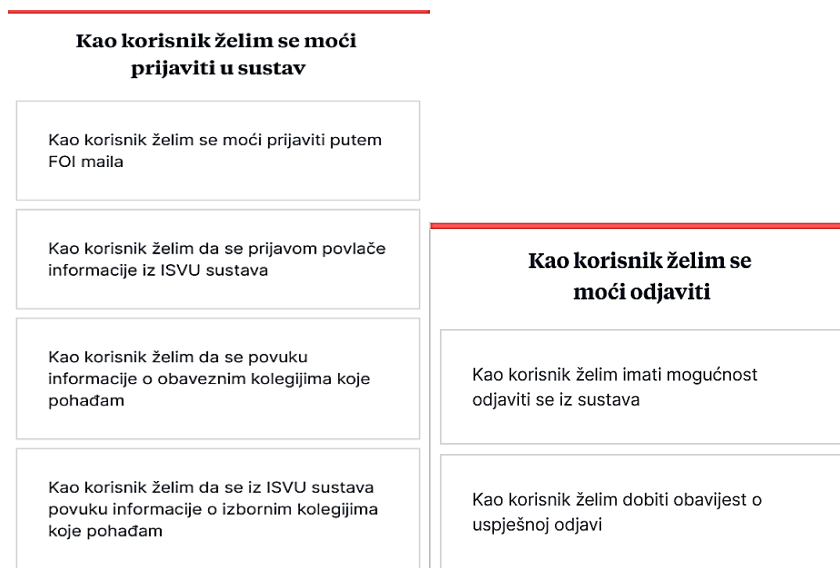 Kao korisnik želim se moći
prijaviti u sustav
Kao korisnik želim se moći prijaviti putem
FOI maila
Kao korisnik želim da se prijavom povlače
informacije iz ISVU sustava
Kao korisnik želim da se povuku
informacije o obaveznim kolegijima koje
pohađam
Kao korisnik želim da se iz ISVU sustava
povuku informacije o izbornim kolegijima
koje pohađam
Kao korisnik želim se
moći odjaviti
Kao korisnik želim imati mogućnost
odjaviti se iz sustava
Kao korisnik želim dobiti obavijest o
uspješnoj odjavi